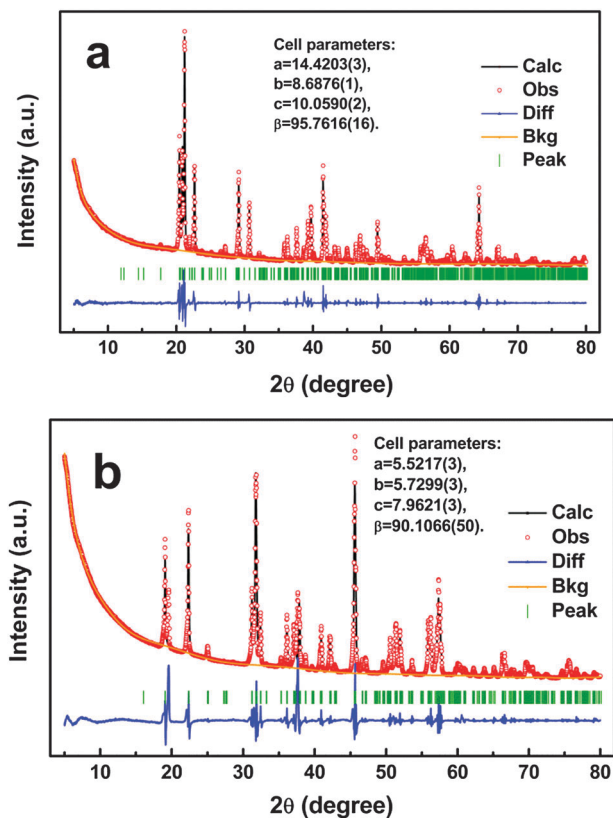 a
Cell parameters:
a=14.4203(3),
b=8.6876(1),
c=10.0590(2),
β=95.7616(16).
Calc
Obs
Diff
Bkg
Peak
Intensity (a.u.)
10 20 30 40 50 60 70 80
2θ (degree)
b
Cell parameters:
a=5.5217(3),
b=5.7299(3),
c=7.9621(3),
β=90.1066(50).
Calc
Obs
Diff
Bkg
Peak
Intensity (a.u.)
10 20 30 40 50 60 70 80
2θ (degree)